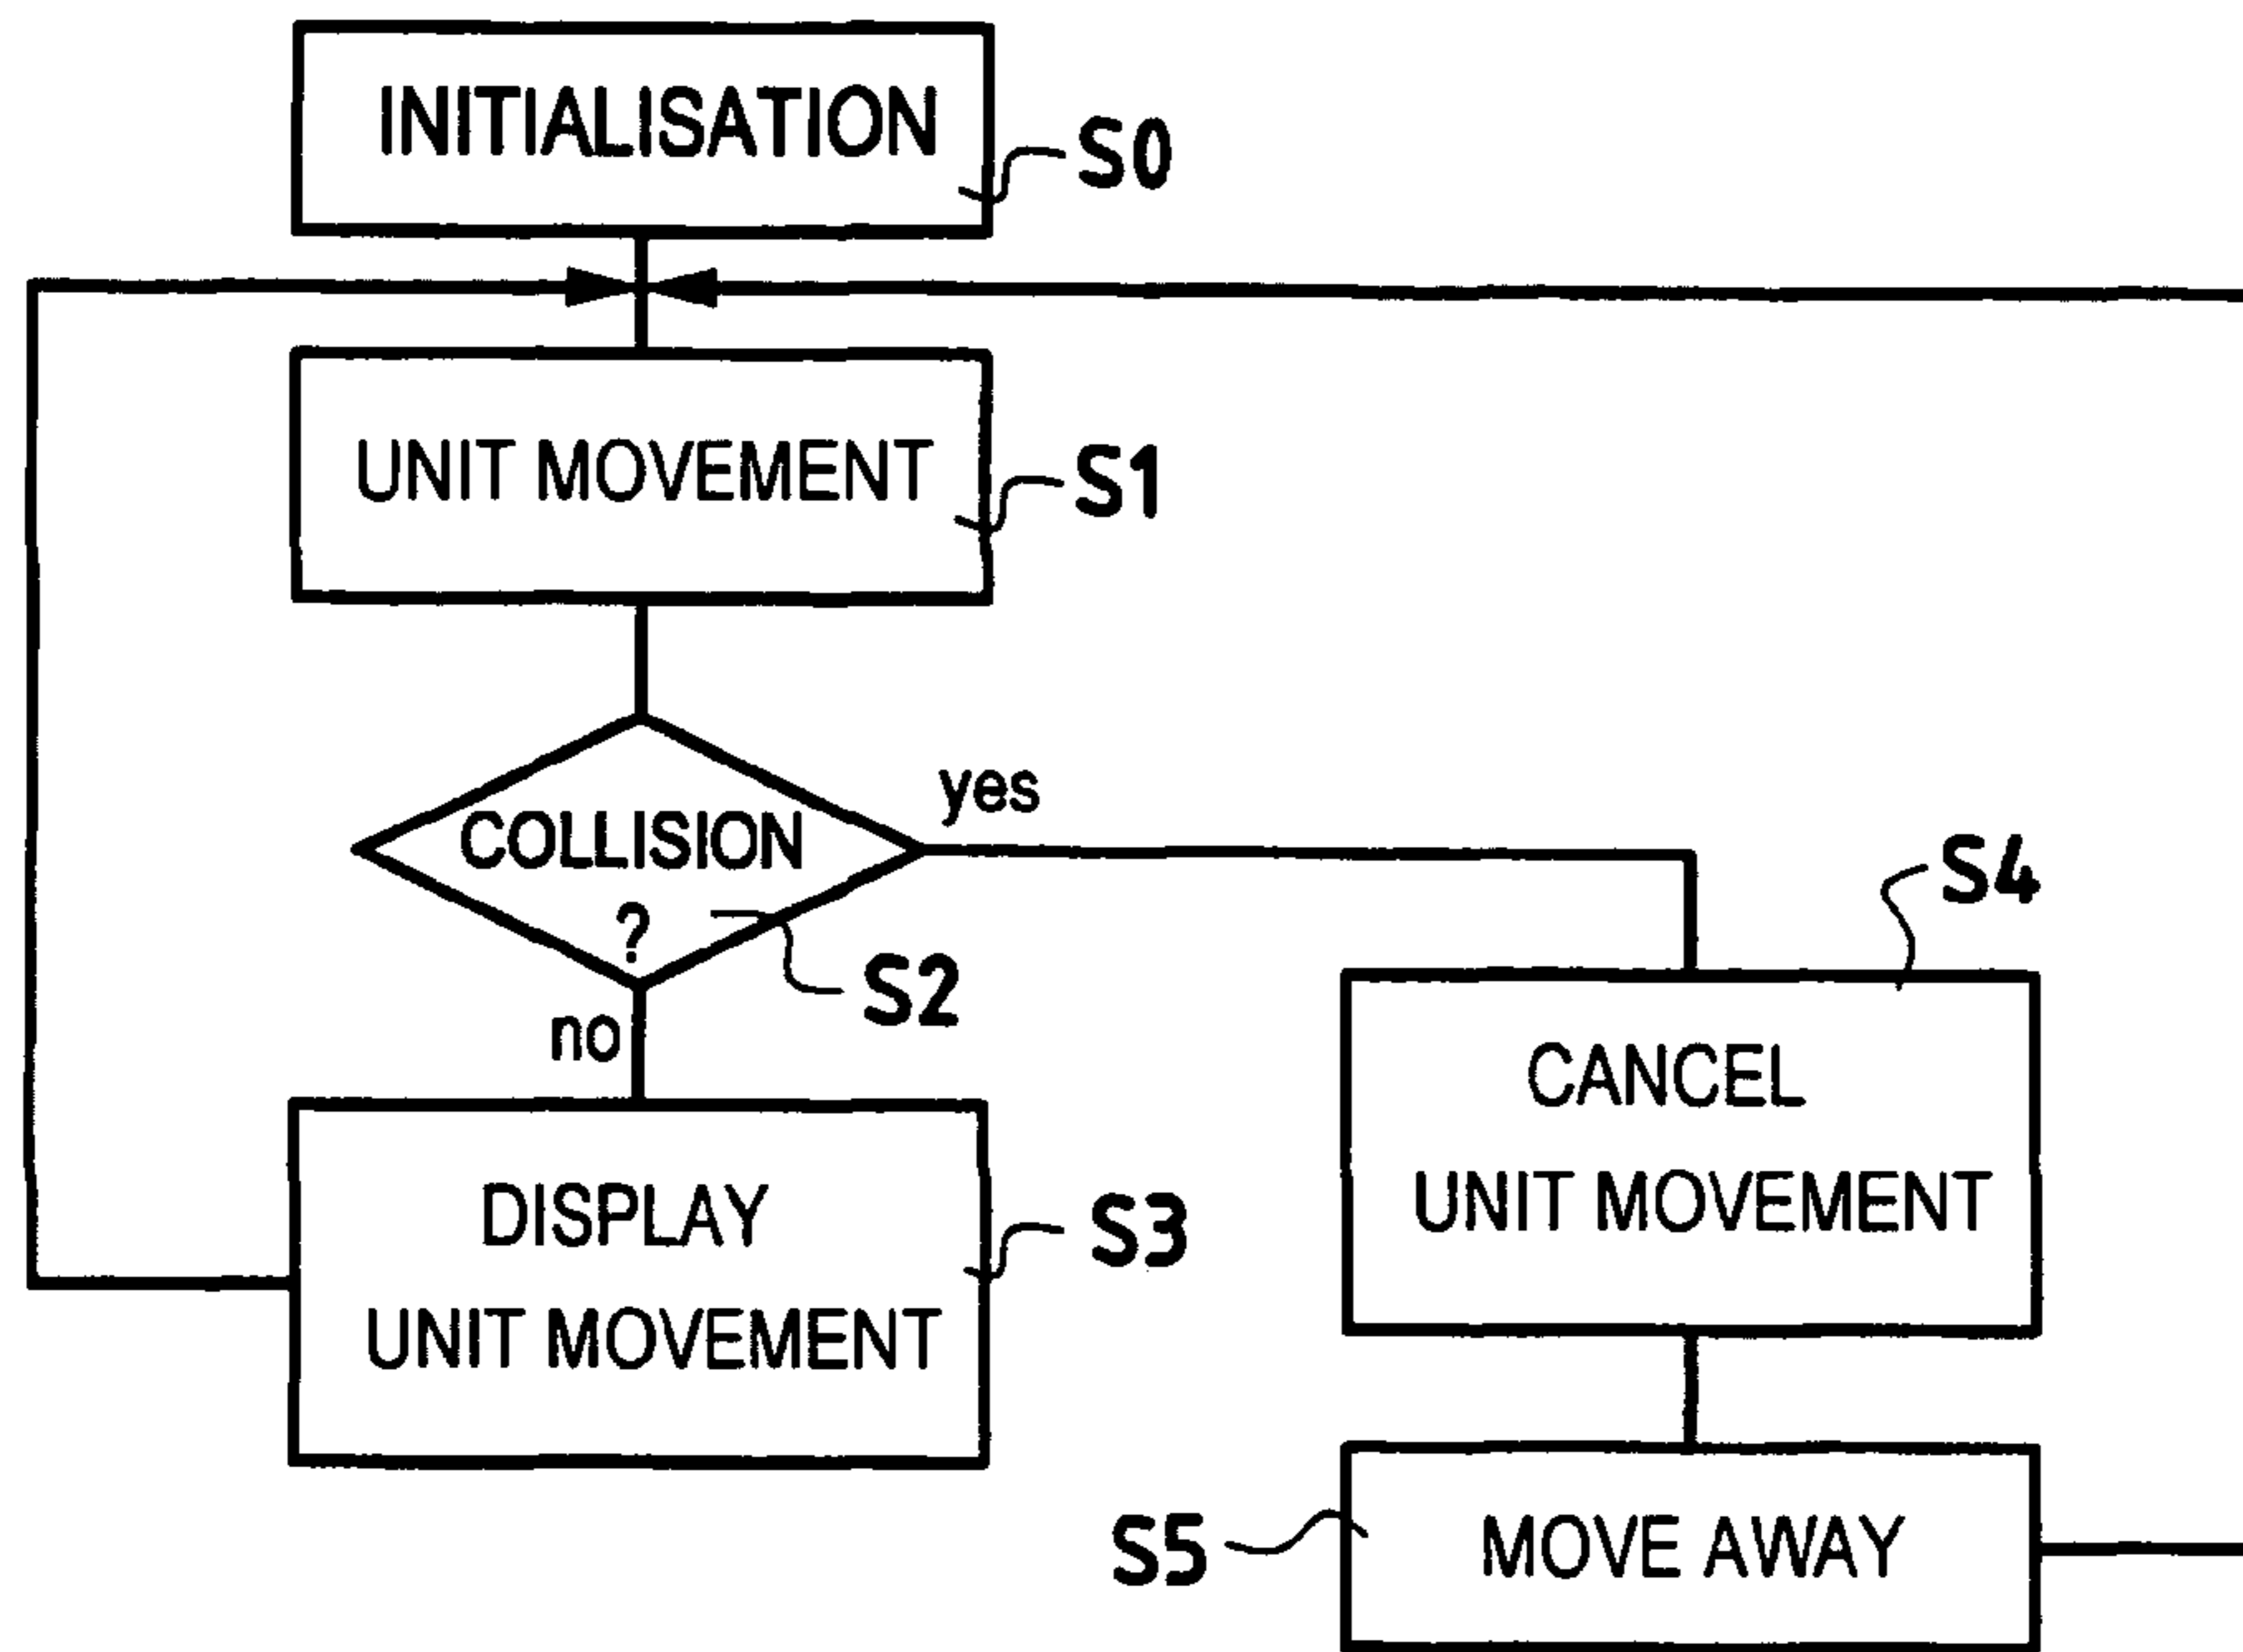 INITIALISATION
S0
UNIT MOVEMENT
S1
COLLISION
?
yes
S2
no
S4
CANCEL
UNIT MOVEMENT
DISPLAY
UNIT MOVEMENT
S3
S5
MOVE AWAY